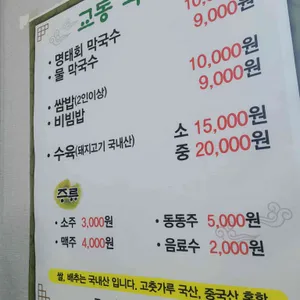 교동
9,000원
• 명태회 막국수
• 물 막국수
10,000원
9,000원
• 쌈밥(2인이상)
• 비빔밥
• 수육(돼지고기 국내산)
소 15,000원
중 20,000원
주류
• 소주 3,000원
• 맥주 4,000원
• 동동주 5,000원
• 음료수 2,000원
쌀, 배추는 국내산 입니다. 고춧가루 국산, 중국산 혼합